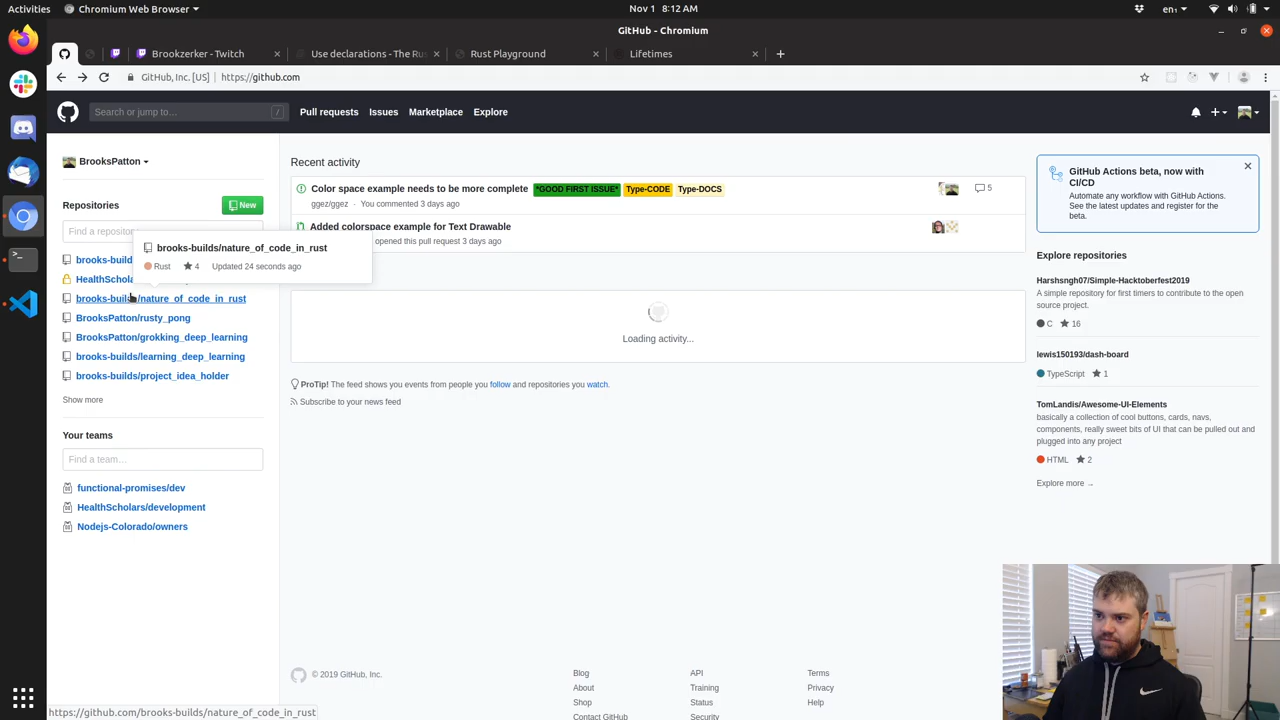 Activities
Chromium Web Browser
Nov 1 8:12 AM
en
GitHub - Chromium
Brookzerker - Twitch
Use declarations - The Rus
Rust Playground
Lifetimes
GitHub, Inc. [US]
https://github.com
Search or jump to…
/
Pull requests
Issues
Marketplace
Explore
BrooksPatton
Repositories
New
Find a repository
brooks-build
HealthSchola
brooks-builds/nature_of_code_in_rust
BrooksPatton/rusty_pong
BrooksPatton/grokking_deep_learning
brooks-builds/learning_deep_learning
brooks-builds/project_idea_holder
Show more
brooks-builds/nature_of_code_in_rust
Rust
4
Updated 24 seconds ago
Your teams
Find a team…
functional-promises/dev
HealthScholars/development
Nodejs-Colorado/owners
Recent activity
Color space example needs to be more complete
*GOOD FIRST ISSUE*
Type-CODE
Type-DOCS
5
ggez/ggez · You commented 3 days ago
Added colorspace example for Text Drawable
opened this pull request 3 days ago
Loading activity...
ProTip! The feed shows you events from people you follow and repositories you watch.
Subscribe to your news feed
GitHub Actions beta, now with
CI/CD
Automate any workflow with GitHub Actions.
See the latest updates and register for the
beta.
Explore repositories
Harshsngh07/Simple-Hacktoberfest2019
A simple repository for first timers to contribute to the open
source project.
C
16
lewis150193/dash-board
TypeScript
1
TomLandis/Awesome-UI-Elements
basically a collection of cool buttons, cards, navs,
components, really sweet bits of UI that can be pulled out and
plugged into any project
HTML
2
Explore more →
© 2019 GitHub, Inc.
Blog
About
Shop
Contact GitHub
API
Training
Status
Security
Terms
Privacy
Help
https://github.com/brooks-builds/nature_of_code_in_rust